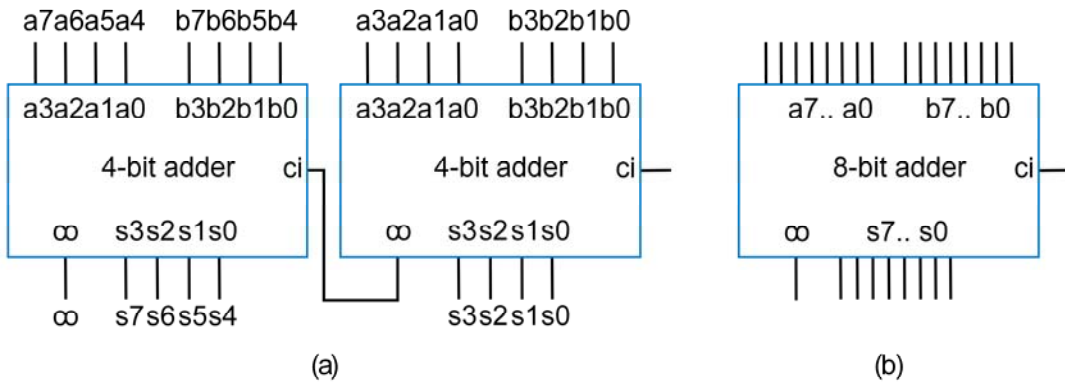 a7a6a5a4 b7b6b5b4 a3a2a1a0 b3b2b1b0
a3a2a1a0 b3b2b1b0 a3a2a1a0 b3b2b1b0 a7.. a0 b7.. b0
4-bit adder ci 4-bit adder ci 8-bit adder ci
co s3s2s1s0 co s3s2s1s0 co s7.. s0
co s7s6s5s4 s3s2s1s0
(a) (b)